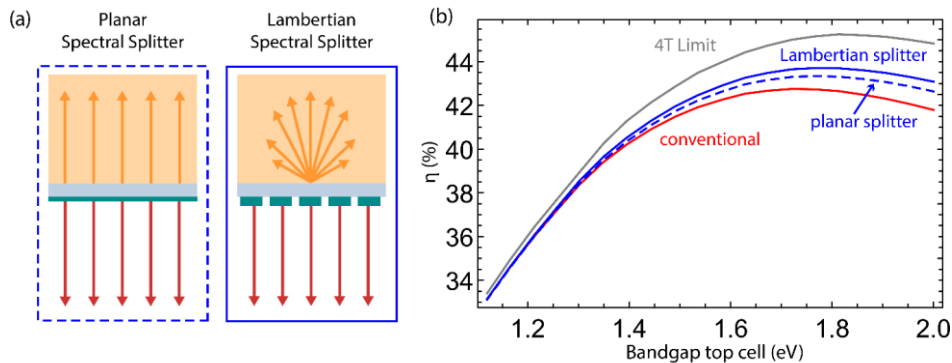 (a)
Planar
Spectral Splitter
Lambertian
Spectral Splitter
(b)
44
42
40
38
36
34
η (%)
4T Limit
Lambertian splitter
planar splitter
conventional
1.2
1.4
1.6
1.8
2.0
Bandgap top cell (eV)